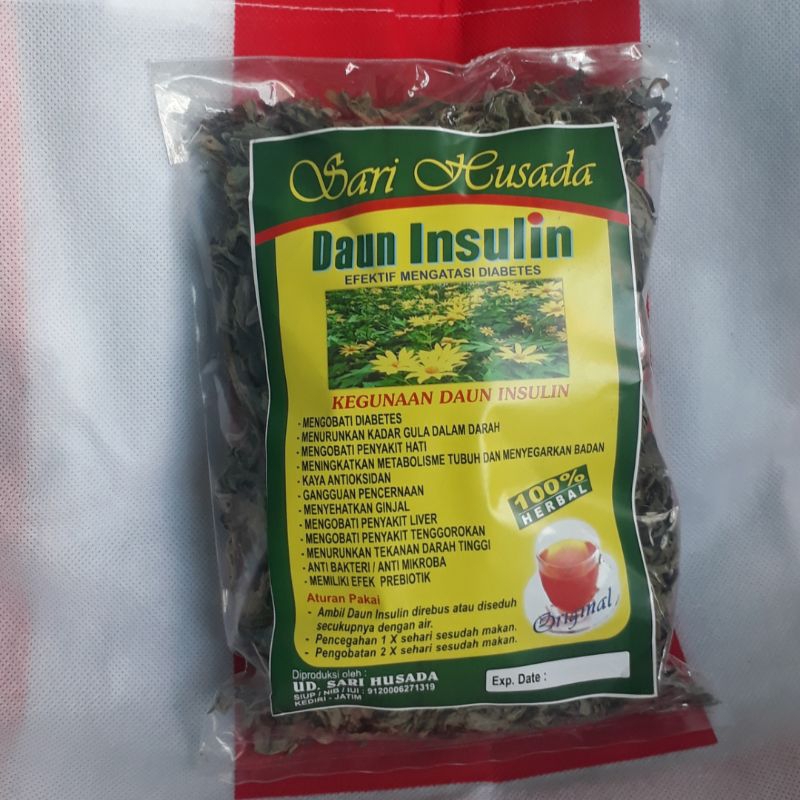 Sari Husada
Daun Insulin
EFEKTIF MENGATASI DIABETES
KEGUNAAN DAUN INSULIN
- MENGOBATI DIABETES
- MENURUNKAN KADAR GULA DALAM DARAH
- MENGOBATI PENYAKIT HATI
- MENINGKATKAN METABOLISME TUBUH DAN MENYEGARKAN BADAN
- KAYA ANTIOKSIDAN
- GANGGUAN PENCERNAAN
- MENYEHATKAN GINJAL
- MENGOBATI PENYAKIT LIVER
- MENGOBATI PENYAKIT TENGGOROKAN
- MENURUNKAN TEKANAN DARAH TINGGI
- ANTI BAKTERI / ANTI MIKROBA
- MEMILIKI EFEK PREBIOTIK
100%
HERBAL
Original
Aturan Pakai
- Ambil Daun Insulin direbus atau diseduh
secukupnya dengan air.
- Pencegahan 1 X sehari sesudah makan.
- Pengobatan 2 X sehari sesudah makan.
Diproduksi oleh :
UD. SARI HUSADA
SIUP / NIB / IUI : 9120006271319
KEDIRI - JATIM
Exp. Date :